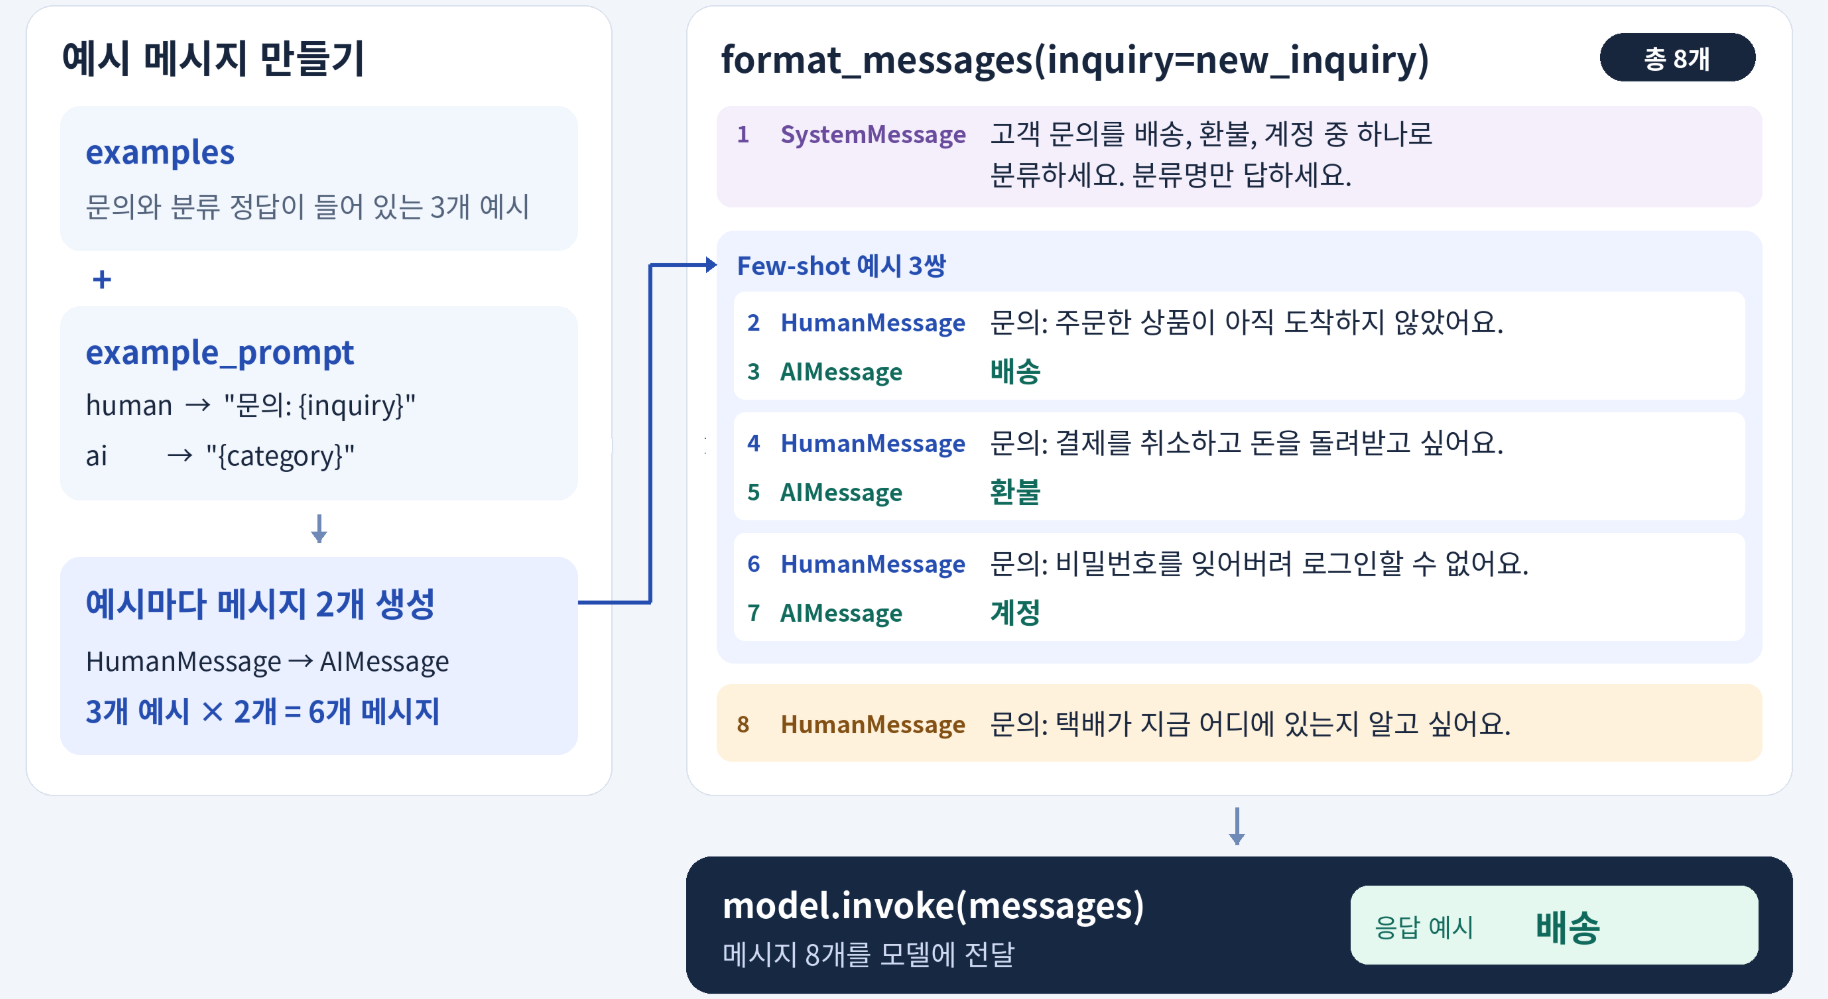 예시 메시지 만들기
examples
문의와 분류 정답이 들어 있는 3개 예시
+
example_prompt
human → "문의: {inquiry}"
ai → "{category}"
예시마다 메시지 2개 생성
HumanMessage → AIMessage
3개 예시 × 2개 = 6개 메시지
format_messages(inquiry=new_inquiry)
총 8개
1 SystemMessage 고객 문의를 배송, 환불, 계정 중 하나로
분류하세요. 분류명만 답하세요.
Few-shot 예시 3쌍
2 HumanMessage 문의: 주문한 상품이 아직 도착하지 않았어요.
3 AIMessage 배송
4 HumanMessage 문의: 결제를 취소하고 돈을 돌려받고 싶어요.
5 AIMessage 환불
6 HumanMessage 문의: 비밀번호를 잊어버려 로그인할 수 없어요.
7 AIMessage 계정
8 HumanMessage 문의: 택배가 지금 어디에 있는지 알고 싶어요.
model.invoke(messages)
메시지 8개를 모델에 전달
응답 예시 배송